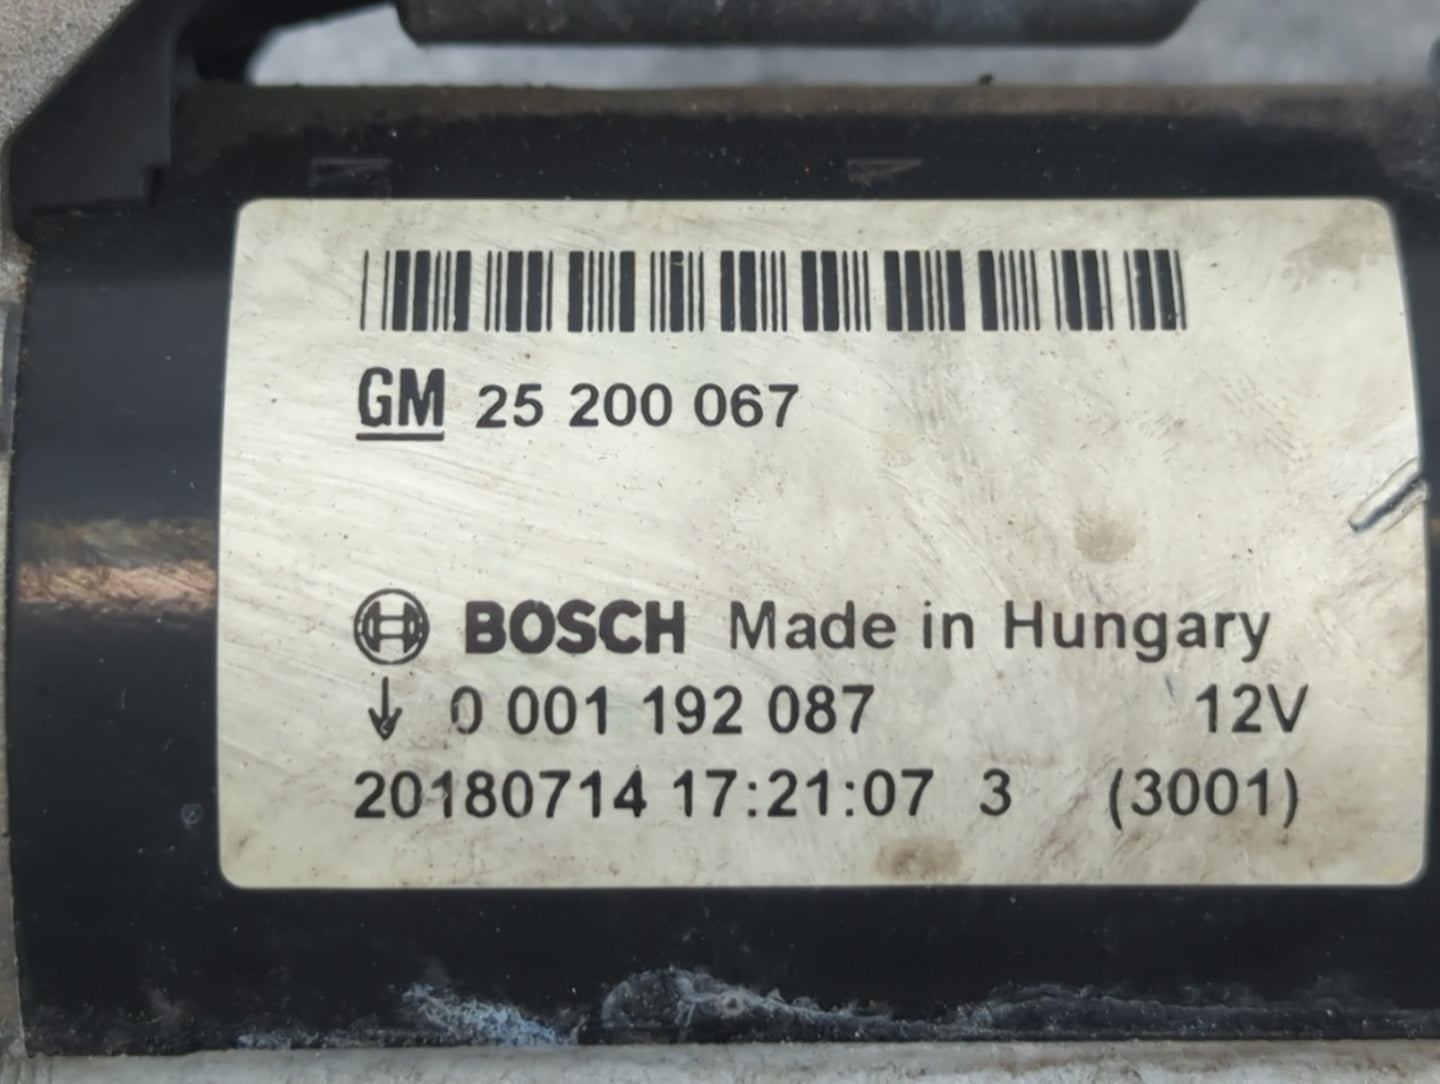 GM 25 200 067
BOSCH Made in Hungary
↓ 0 001 192 087 12V
20180714 17:21:07 3 (3001)